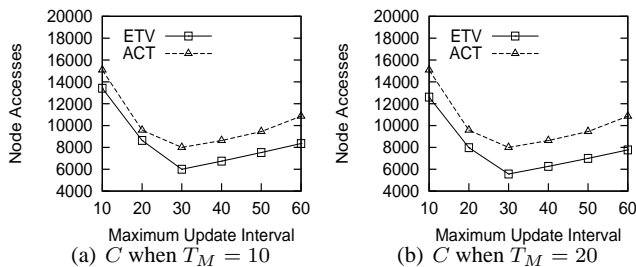 20000
18000
16000
14000
12000
10000
8000
6000
4000
Node Accesses
ETV
ACT
10 20 30 40 50 60
Maximum Update Interval
(a) C when T_M = 10
20000
18000
16000
14000
12000
10000
8000
6000
4000
Node Accesses
ETV
ACT
10 20 30 40 50 60
Maximum Update Interval
(b) C when T_M = 20